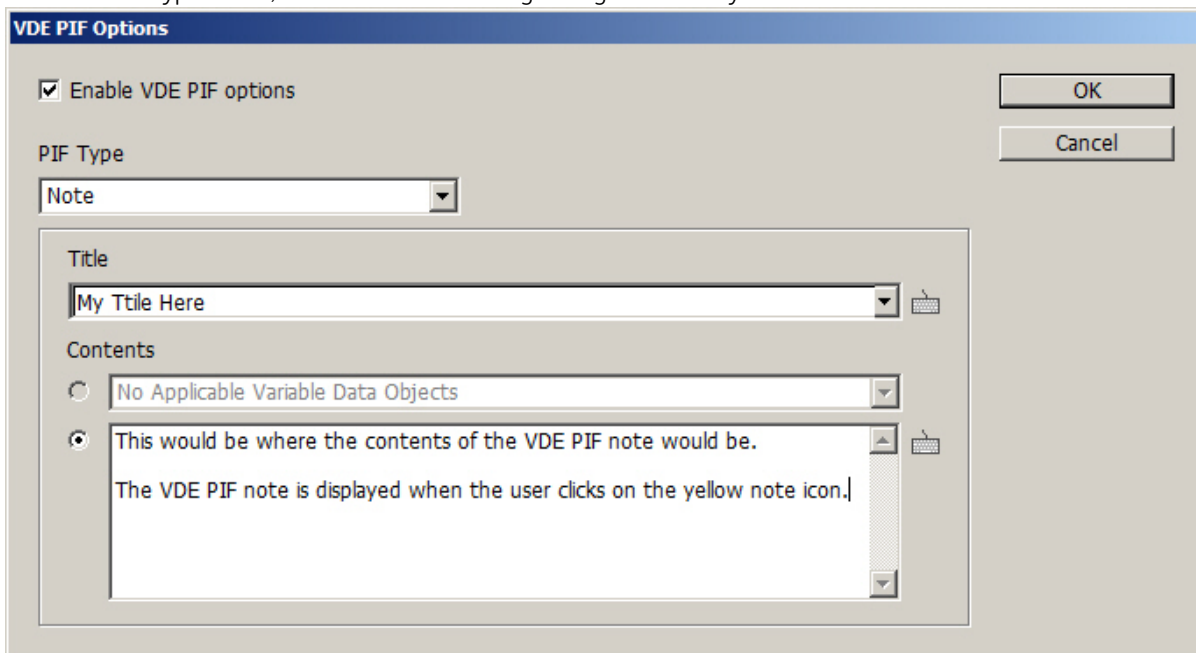 VDE PIF Options
Enable VDE PIF options
OK
Cancel
PIF Type
Note
Title
My Ttile Here
Contents
No Applicable Variable Data Objects
This would be where the contents of the VDE PIF note would be.
The VDE PIF note is displayed when the user clicks on the yellow note icon.